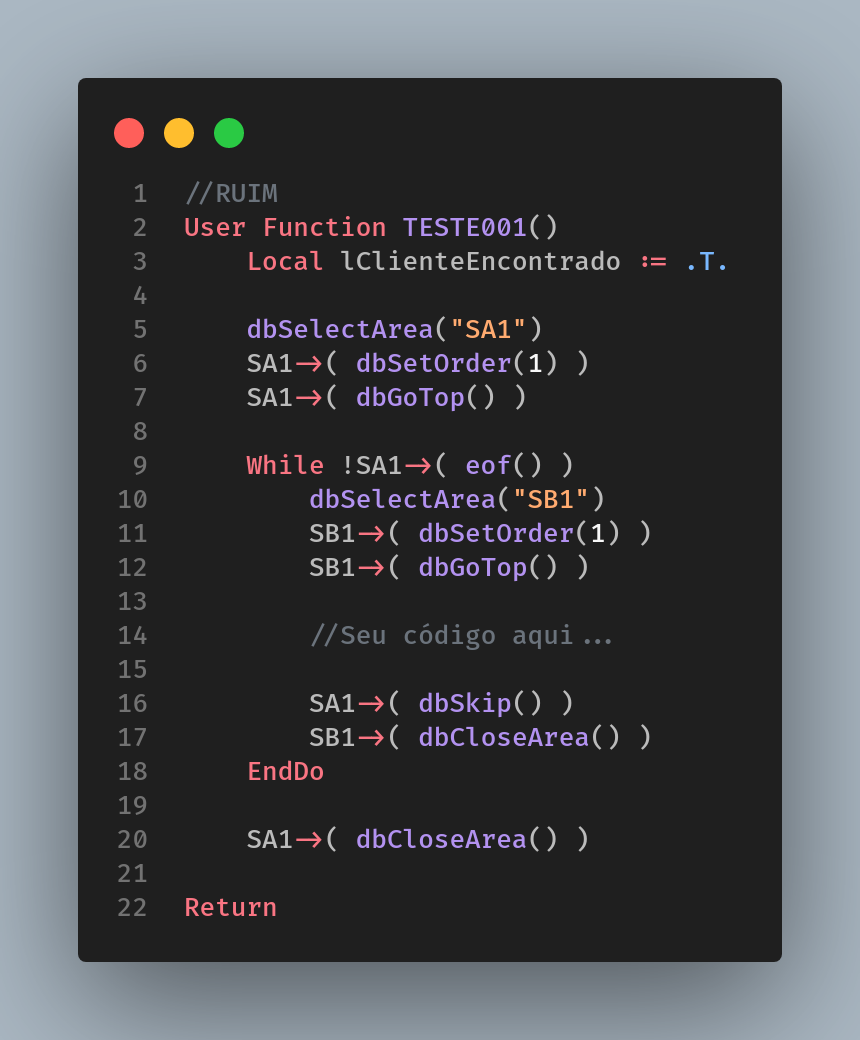 1 //RUIM
2 User Function TESTE001()
3     Local lClienteEncontrado := .T.
4
5     dbSelectArea("SA1")
6     SA1->( dbSetOrder(1) )
7     SA1->( dbGoTop() )
8
9     While !SA1->( eof() )
10         dbSelectArea("SB1")
11         SB1->( dbSetOrder(1) )
12         SB1->( dbGoTop() )
13
14         //Seu código aqui...
15
16         SA1->( dbSkip() )
17         SB1->( dbCloseArea() )
18     EndDo
19
20     SA1->( dbCloseArea() )
21
22 Return